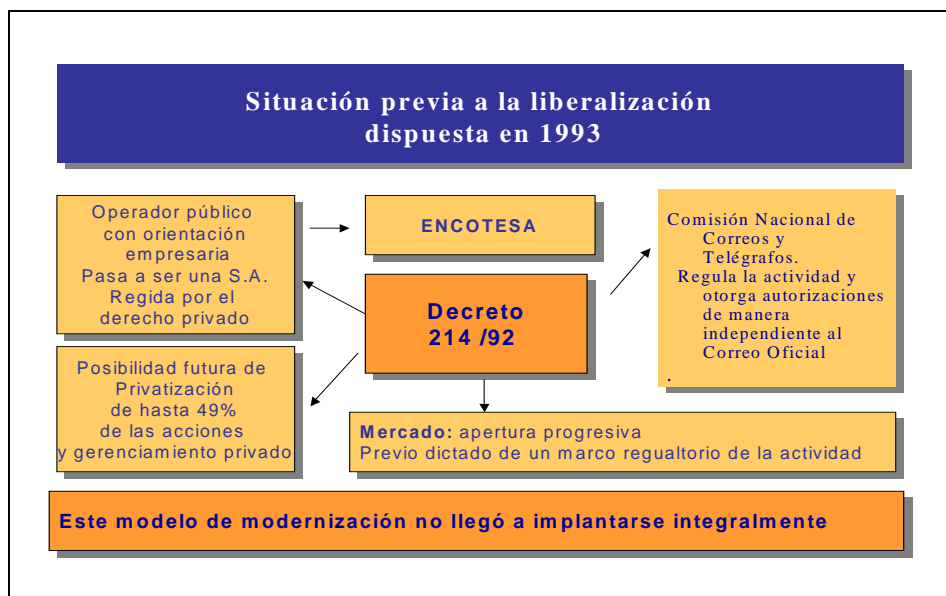 Situación previa a la liberalización
dispuesta en 1993
Operador público
con orientación
empresaria
Pasa a ser una S.A.
Regida por el
derecho privado
ENCOTESA
Comisión Nacional de
Correos y
Telégrafos.
Regula la actividad y
otorga autorizaciones
de manera
independiente al
Correo Oficial
.
Decreto
214 /92
Posibilidad futura de
Privatización
de hasta 49%
de las acciones
y gerenciamiento privado
Mercado: apertura progresiva
Previo dictado de un marco regualtorio de la actividad
Este modelo de modernización no llegó a implantarse integralmente